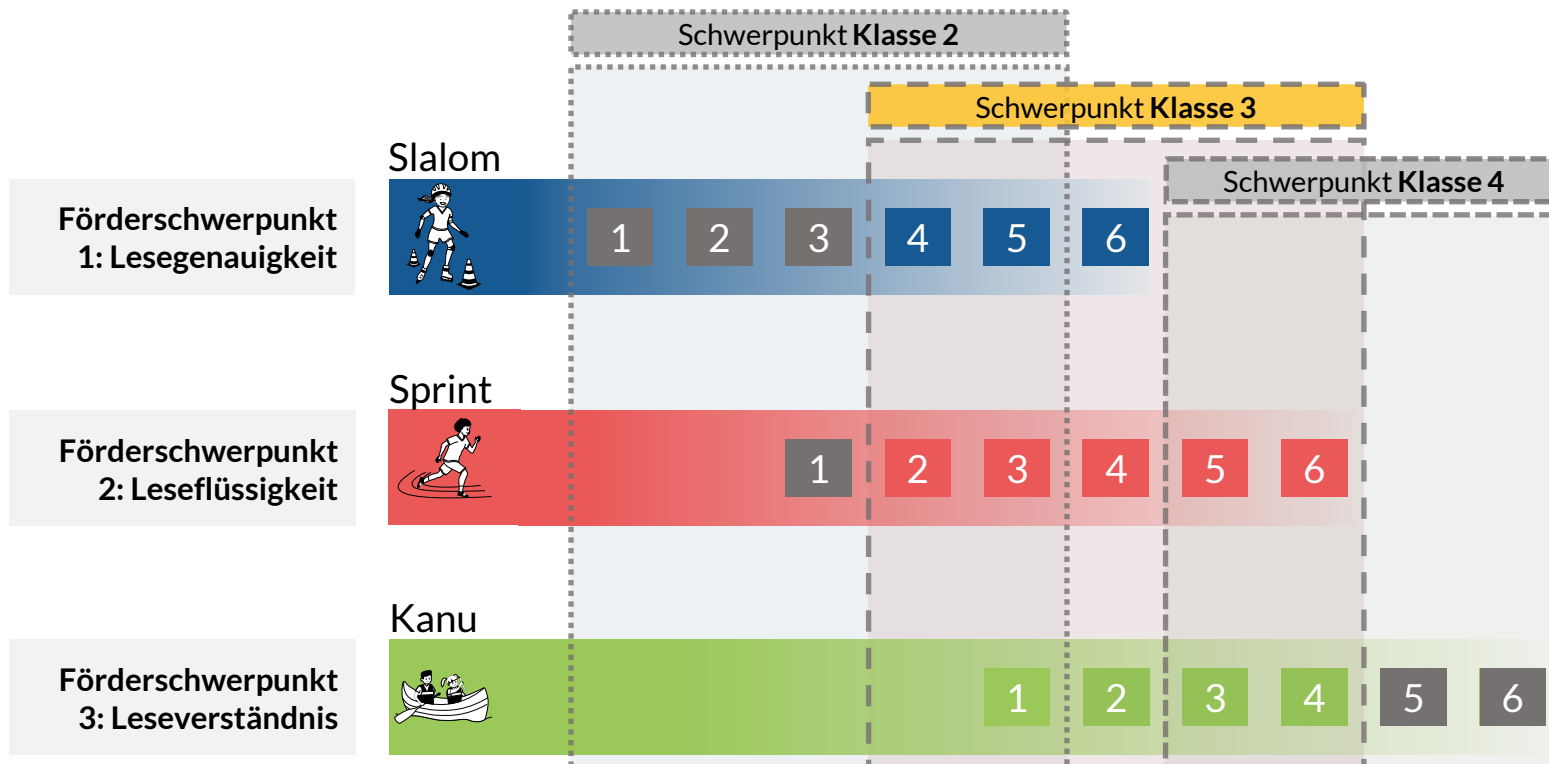 Schwerpunkt Klasse 2
Schwerpunkt Klasse 3
Schwerpunkt Klasse 4
Slalom
Förderschwerpunkt
1: Lesegenauigkeit
1 2 3 4 5 6
Sprint
Förderschwerpunkt
2: Leseflüssigkeit
1 2 3 4 5 6
Kanu
Förderschwerpunkt
3: Leseverständnis
1 2 3 4 5 6